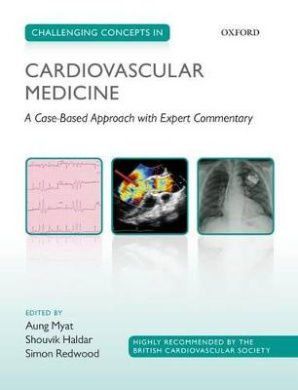 CHALLENGING CONCEPTS IN
OXFORD
CARDIOVASCULAR
MEDICINE
A Case-Based Approach with Expert Commentary
EDITED BY
Aung Myat
Shouvik Haldar
Simon Redwood
HIGHLY RECOMMENDED BY THE
BRITISH CARDIOVASCULAR SOCIETY